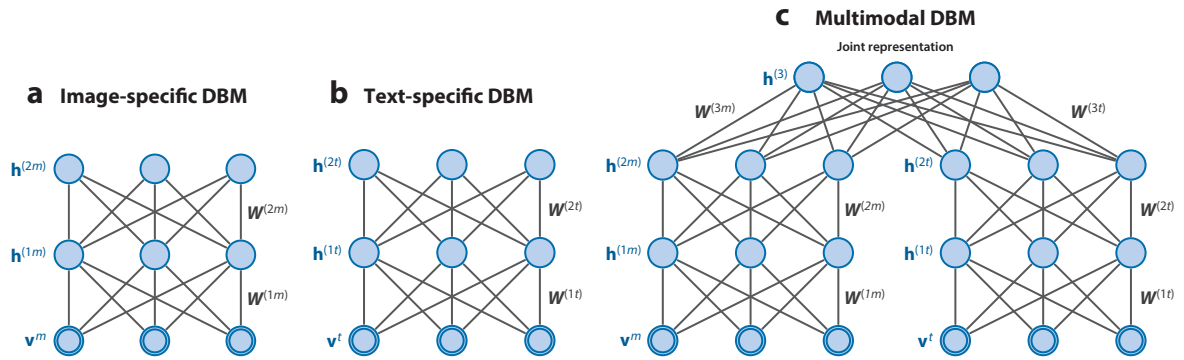 a Image-specific DBM
h(2m)
W(2m)
h(1m)
W(1m)
vm
b Text-specific DBM
h(2t)
W(2t)
h(1t)
W(1t)
vt
c Multimodal DBM
Joint representation
h(3)
W(3m)
W(3t)
h(2m)
h(2t)
W(2m)
W(2t)
h(1m)
h(1t)
W(1m)
W(1t)
vm
vt